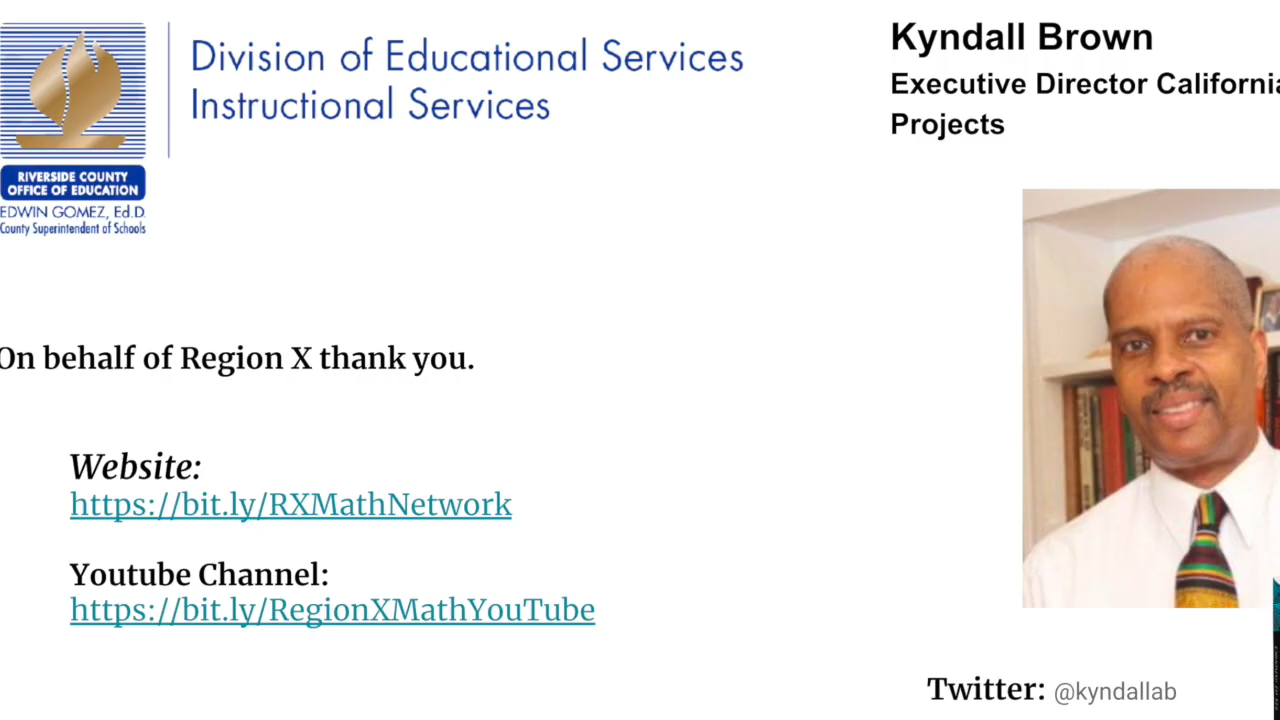 Division of Educational Services
Instructional Services
RIVERSIDE COUNTY
OFFICE OF EDUCATION
EDWIN GOMEZ, Ed.D.
County Superintendent of Schools
Kyndall Brown
Executive Director California
Projects
On behalf of Region X thank you.
Website:
https://bit.ly/RXMathNetwork
Youtube Channel:
https://bit.ly/RegionXMathYouTube
Twitter: @kyndallab